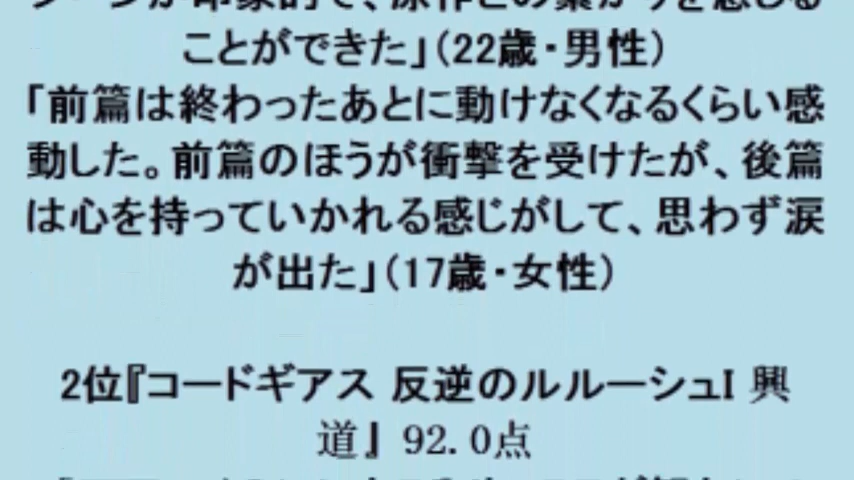 ことができた」（22歳・男性）
「前篇は終わったあとに動けなくなるくらい感
動した。前篇のほうが衝撃を受けたが、後篇
は心を持っていかれる感じがして、思わず涙
が出た」（17歳・女性）
2位『コードギアス 反逆のルルーシュI 興
道』 92.0点